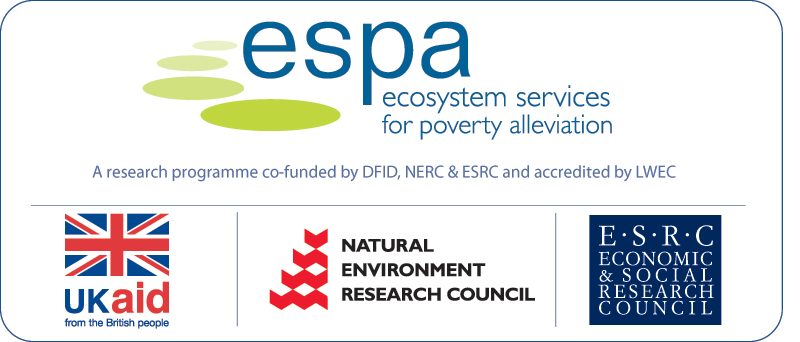 espa
ecosystem services
for poverty alleviation
A research programme co-funded by DFID, NERC & ESRC and accredited by LWEC
UKaid
from the British people
NATURAL
ENVIRONMENT
RESEARCH COUNCIL
E·S·R·C
ECONOMIC
& SOCIAL
RESEARCH
COUNCIL